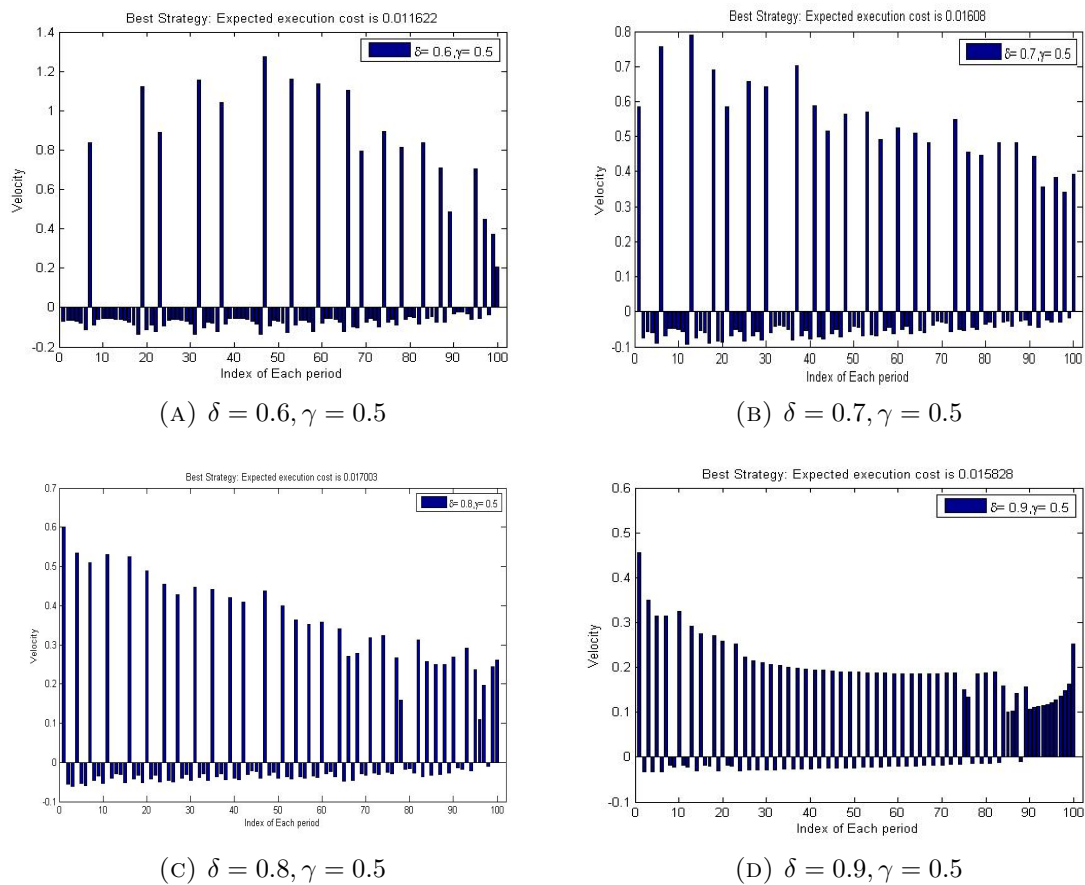 Best Strategy: Expected execution cost is 0.011622
1.4
1.2
1
0.8
0.6
0.4
0.2
0
-0.2
Velocity
δ= 0.6,γ= 0.5
0 10 20 30 40 50 60 70 80 90 100
Index of Each period
(A) δ = 0.6, γ = 0.5
Best Strategy: Expected execution cost is 0.01608
0.8
0.7
0.6
0.5
0.4
0.3
0.2
0.1
0
-0.1
Velocity
δ= 0.7,γ= 0.5
0 10 20 30 40 50 60 70 80 90 100
Index of Each period
(B) δ = 0.7, γ = 0.5
Best Strategy: Expected execution cost is 0.017003
0.7
0.6
0.5
0.4
0.3
0.2
0.1
0
-0.1
Velocity
δ= 0.8,γ= 0.5
0 10 20 30 40 50 60 70 80 90 100
Index of Each period
(C) δ = 0.8, γ = 0.5
Best Strategy: Expected execution cost is 0.015828
0.6
0.5
0.4
0.3
0.2
0.1
0
-0.1
Velocity
δ= 0.9,γ= 0.5
0 10 20 30 40 50 60 70 80 90 100
Index of Each period
(D) δ = 0.9, γ = 0.5